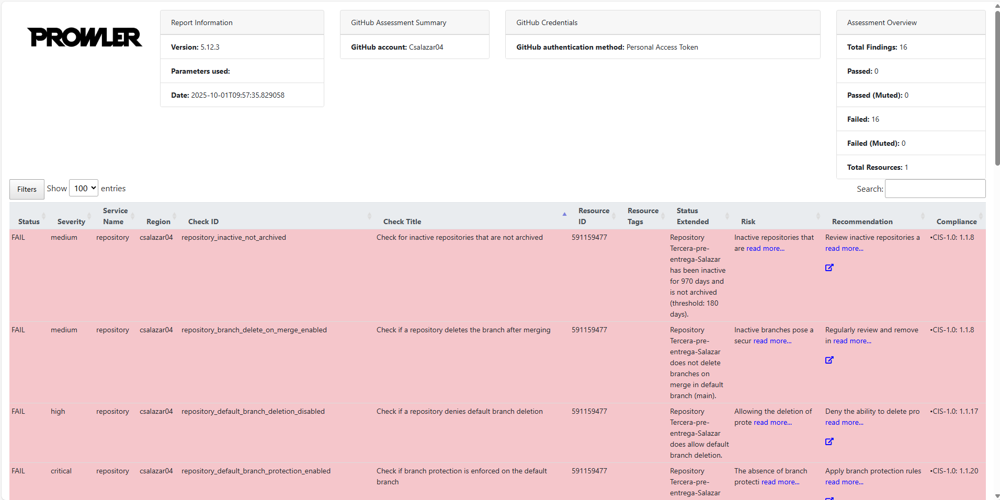 PROWLER
Report Information
Version: 5.12.3
Parameters used:
Date: 2025-10-01T09:57:35.829058
GitHub Assessment Summary
GitHub account: Csalazar04
GitHub Credentials
GitHub authentication method: Personal Access Token
Assessment Overview
Total Findings: 16
Passed: 0
Passed (Muted): 0
Failed: 16
Failed (Muted): 0
Total Resources: 1
Filters Show 100 entries
Search:
Status
Severity
Service
Name
Region
Check ID
Check Title
Resource
ID
Resource
Tags
Status
Extended
Risk
Recommendation
Compliance
FAIL
medium
repository
csalazar04
repository_inactive_not_archived
Check for inactive repositories that are not archived
591159477
Repository
Tercera-pre-
entrega-Salazar
has been inactive
for 970 days and
is not archived
(threshold: 180
days).
Inactive repositories that
are read more...
Review inactive repositories a
read more...
•CIS-1.0: 1.1.8
FAIL
medium
repository
csalazar04
repository_branch_delete_on_merge_enabled
Check if a repository deletes the branch after merging
591159477
Repository
Tercera-pre-
entrega-Salazar
does not delete
branches on
merge in default
branch (main).
Inactive branches pose a
secur read more...
Regularly review and remove
in read more...
•CIS-1.0: 1.1.8
FAIL
high
repository
csalazar04
repository_default_branch_deletion_disabled
Check if a repository denies default branch deletion
591159477
Repository
Tercera-pre-
entrega-Salazar
does allow default
branch deletion.
Allowing the deletion of
prote read more...
Deny the ability to delete pro
read more...
•CIS-1.0: 1.1.17
FAIL
critical
repository
csalazar04
repository_default_branch_protection_enabled
Check if branch protection is enforced on the default
branch
591159477
Repository
Tercera-pre-
entrega-Salazar
The absence of branch
protecti read more...
Apply branch protection rules
read more...
•CIS-1.0: 1.1.20